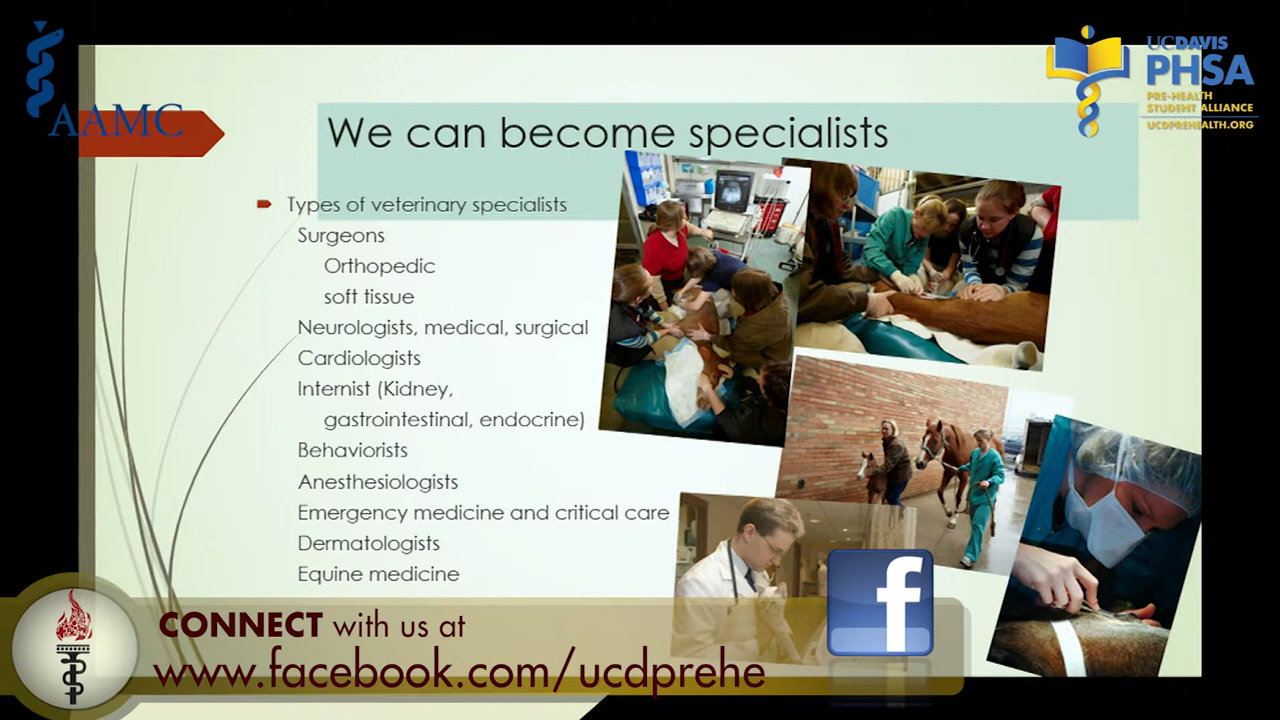 AAMC
UCDAVIS
PHSA
PRE-HEALTH
STUDENT ALLIANCE
UCDPREHEALTH.ORG
We can become specialists
Types of veterinary specialists
Surgeons
Orthopedic
soft tissue
Neurologists, medical, surgical
Cardiologists
Internist (Kidney,
gastrointestinal, endocrine)
Behaviorists
Anesthesiologists
Emergency medicine and critical care
Dermatologists
Equine medicine
CONNECT with us at
www.facebook.com/ucdprehe
f